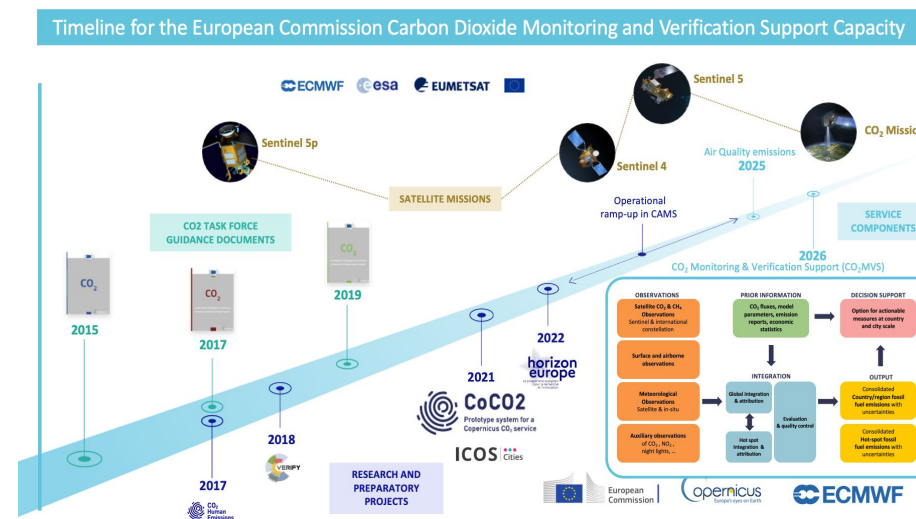 Timeline for the European Commission Carbon Dioxide Monitoring and Verification Support Capacity
ECMWF
esa
EUMETSAT
Sentinel 5p
Sentinel 5
Sentinel 4
CO₂ Missio
SATELLITE MISSIONS
Air Quality emissions
2025
CO2 TASK FORCE
GUIDANCE DOCUMENTS
Operational
ramp-up in CAMS
SERVICE
COMPONENTS
CO₂
2015
CO₂
2017
CO₂
2019
2026
CO₂ Monitoring & Verification Support (CO₂MVS)
2022
horizon
europe
2021
CoCO2
Prototype system for a
Copernicus CO₂ service
ICOS Cities
2018
VERIFY
2017
CO₂
Human
Emissions
RESEARCH AND
PREPARATORY
PROJECTS
OBSERVATIONS
Satellite CO₂ & CH₄
Observations
Sentinel & international
constellation
Surface and airborne
observations
Meteorological
Observations
Satellite & in-situ
Auxiliary observations
of CO₂, NO₂,
night lights, ...
PRIOR INFORMATION
CO₂ fluxes, model
parameters, emission
reports, economic
statistics
INTEGRATION
Global integration
& attribution
Hot spot
integration &
attribution
Evaluation
& quality control
DECISION SUPPORT
Option for actionable
measures at country
and city scale
OUTPUT
Consolidated
Country/region fossil
fuel emissions with
uncertainties
Consolidated
Hot-spot fossil
fuel emissions with
uncertainties
European
Commission
opernicus
Europe's eyes on Earth
ECMWF